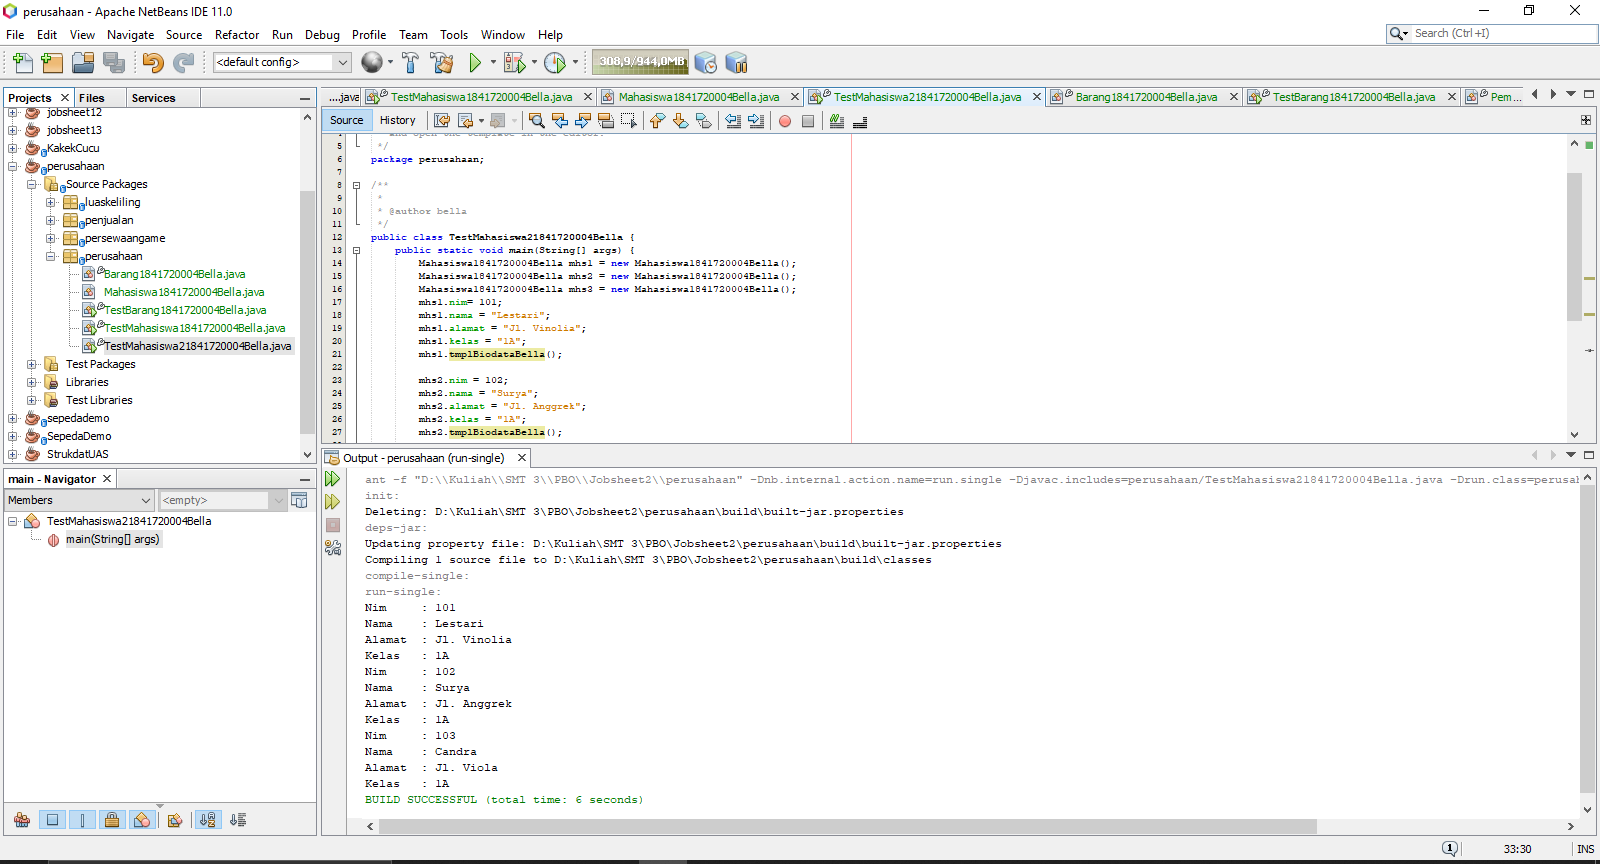 perusahaan - Apache NetBeans IDE 11.0
File Edit View Navigate Source Refactor Run Debug Profile Team Tools Window Help
Search (Ctrl+I)
<default config>
308,9/944,0MB
Projects Files Services
jobsheet12
jobsheet13
KakekCucu
perusahaan
Source Packages
luaskeliling
penjualan
persewaangame
perusahaan
Barang1841720004Bella.java
Mahasiswa1841720004Bella.java
TestBarang1841720004Bella.java
TestMahasiswa1841720004Bella.java
TestMahasiswa21841720004Bella.java
Test Packages
Libraries
Test Libraries
sepedademo
SepedaDemo
StrukdatUAS
main - Navigator
Members <empty>
TestMahasiswa21841720004Bella
main(String[] args)
....java TestMahasiswa1841720004Bella.java Mahasiswa1841720004Bella.java TestMahasiswa21841720004Bella.java Barang1841720004Bella.java TestBarang1841720004Bella.java Pem...
Source History
and open the template in the editor.
5 */
6 package perusahaan;
7
8 /**
9 *
10 * @author bella
11 */
12 public class TestMahasiswa21841720004Bella {
13 public static void main(String[] args) {
14 Mahasiswa1841720004Bella mhs1 = new Mahasiswa1841720004Bella();
15 Mahasiswa1841720004Bella mhs2 = new Mahasiswa1841720004Bella();
16 Mahasiswa1841720004Bella mhs3 = new Mahasiswa1841720004Bella();
17 mhs1.nim= 101;
18 mhs1.nama = "Lestari";
19 mhs1.alamat = "Jl. Vinolia";
20 mhs1.kelas = "1A";
21 mhs1.tmplBiodataBella();
22
23 mhs2.nim = 102;
24 mhs2.nama = "Surya";
25 mhs2.alamat = "Jl. Anggrek";
26 mhs2.kelas = "1A";
27 mhs2.tmplBiodataBella();
Output - perusahaan (run-single)
ant -f "D:\\Kuliah\\SMT 3\\PBO\\Jobsheet2\\perusahaan" -Dnb.internal.action.name=run.single -Djavac.includes=perusahaan/TestMahasiswa21841720004Bella.java -Drun.class=perusah
init:
Deleting: D:\Kuliah\SMT 3\PBO\Jobsheet2\perusahaan\build\built-jar.properties
deps-jar:
Updating property file: D:\Kuliah\SMT 3\PBO\Jobsheet2\perusahaan\build\built-jar.properties
Compiling 1 source file to D:\Kuliah\SMT 3\PBO\Jobsheet2\perusahaan\build\classes
compile-single:
run-single:
Nim : 101
Nama : Lestari
Alamat : Jl. Vinolia
Kelas : 1A
Nim : 102
Nama : Surya
Alamat : Jl. Anggrek
Kelas : 1A
Nim : 103
Nama : Candra
Alamat : Jl. Viola
Kelas : 1A
BUILD SUCCESSFUL (total time: 6 seconds)
1 33:30 INS